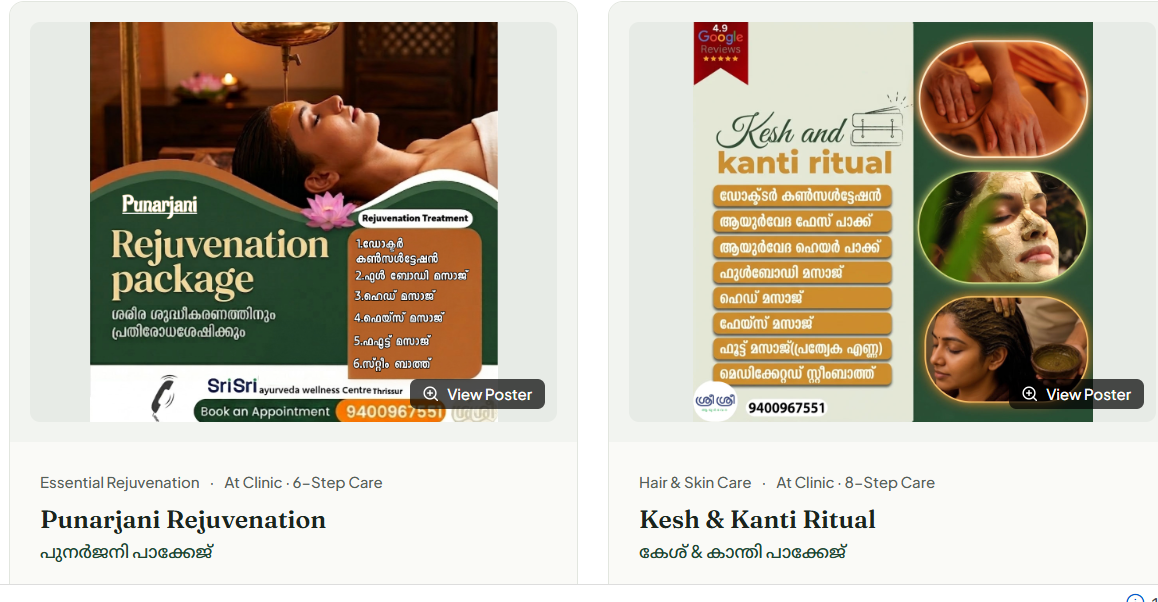 Punarjani
Rejuvenation
package
ശരീര ശുദ്ധീകരണത്തിനും
പ്രതിരോധശേഷിക്കും
Rejuvenation Treatment
1.ഡോക്ടർ
കൺസൾട്ടേഷൻ
2.ഫുൾ ബോഡി മസാജ്
3.ഹെഡ് മസാജ്
4.ഫെയ്സ് മസാജ്
5.ഫൂട്ട് മസാജ്
6.സ്റ്റീം ബാത്ത്
SriSri ayurveda wellness Centre Thrissur
Book an Appointment 9400967551
View Poster
Essential Rejuvenation · At Clinic · 6-Step Care
Punarjani Rejuvenation
പുനർജനി പാക്കേജ്
4.9
Google
Reviews
Kesh and
kanti ritual
ഡോക്ടർ കൺസൾട്ടേഷൻ
ആയുർവേദ ഫേസ് പാക്ക്
ആയുർവേദ ഹെയർ പാക്ക്
ഫുൾബോഡി മസാജ്
ഹെഡ് മസാജ്
ഫേയ്സ് മസാജ്
ഫൂട്ട് മസാജ്(പ്രത്യേക എണ്ണ)
മെഡിക്കേറ്റഡ് സ്റ്റീംബാത്ത്
ശ്രീ ശ്രീ
9400967551
View Poster
Hair & Skin Care · At Clinic · 8-Step Care
Kesh & Kanti Ritual
കേശ് & കാന്തി പാക്കേജ്